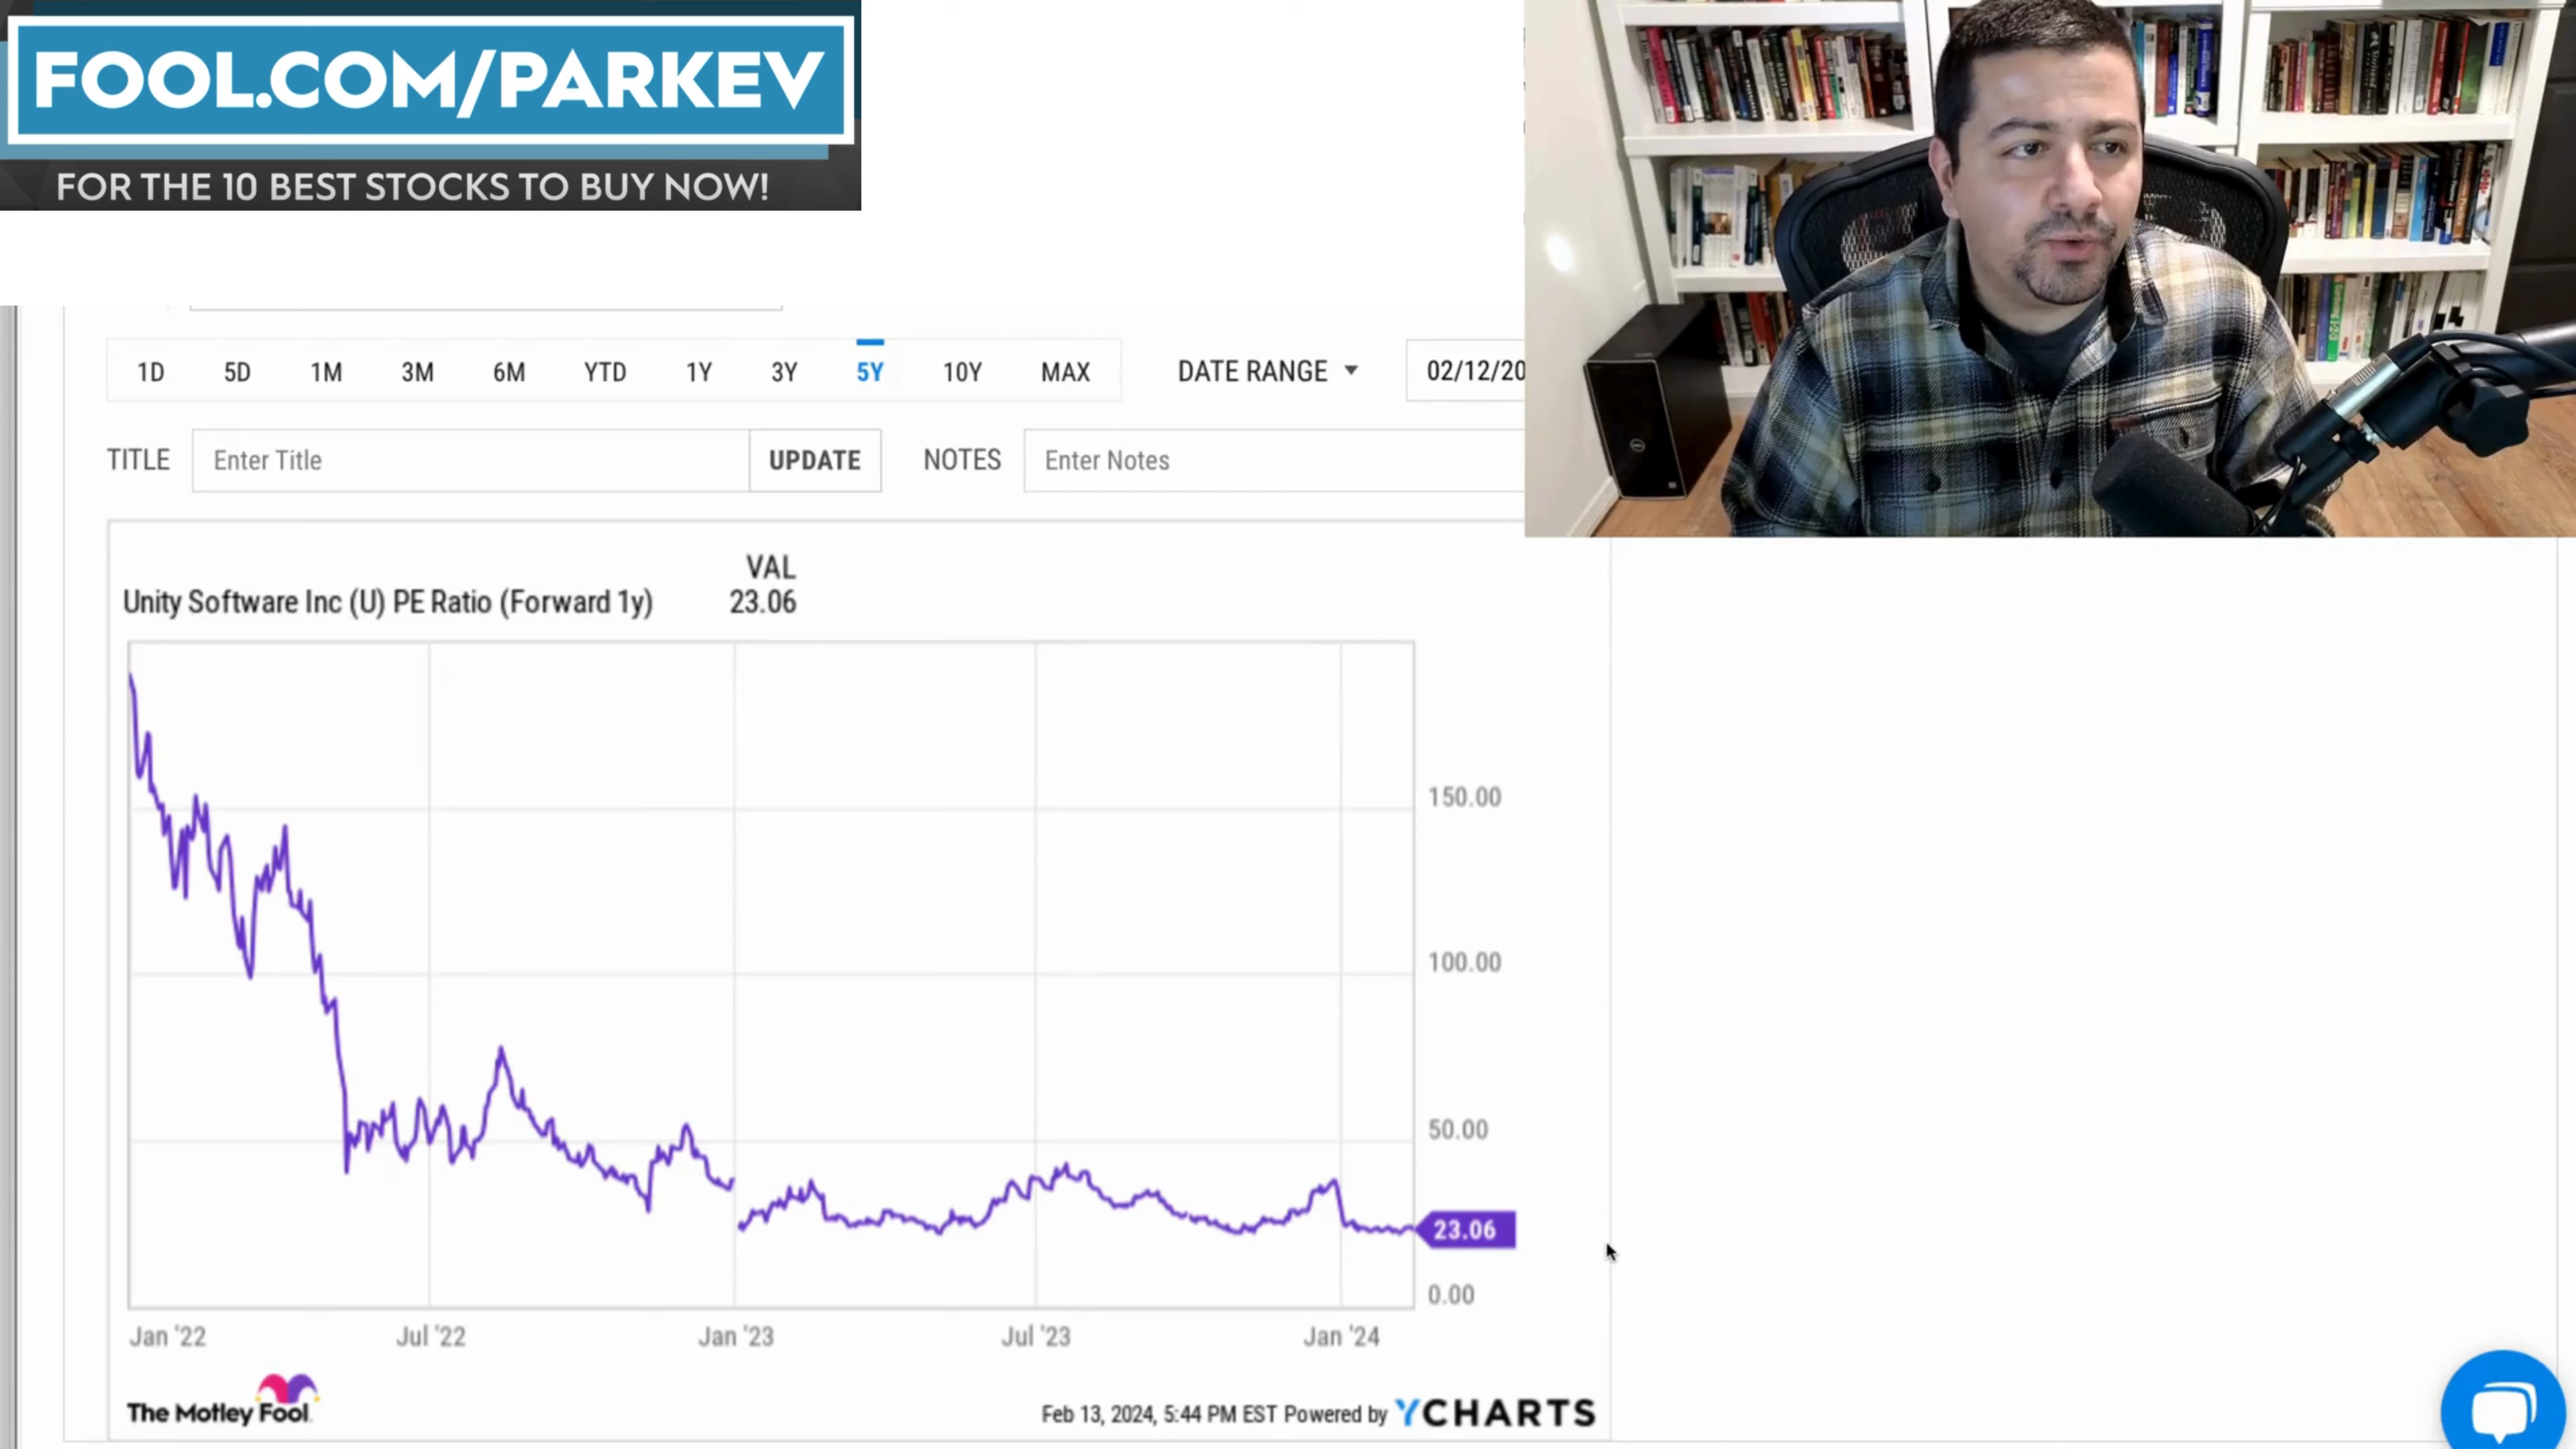 FOOL.COM/PARKEV
FOR THE 10 BEST STOCKS TO BUY NOW!
1D 5D 1M 3M 6M YTD 1Y 3Y 5Y 10Y MAX DATE RANGE 02/12/20
TITLE Enter Title UPDATE NOTES Enter Notes
VAL
Unity Software Inc (U) PE Ratio (Forward 1y) 23.06
150.00
100.00
50.00
23.06
0.00
Jan '22 Jul '22 Jan '23 Jul '23 Jan '24
The Motley Fool Feb 13, 2024, 5:44 PM EST Powered by YCHARTS